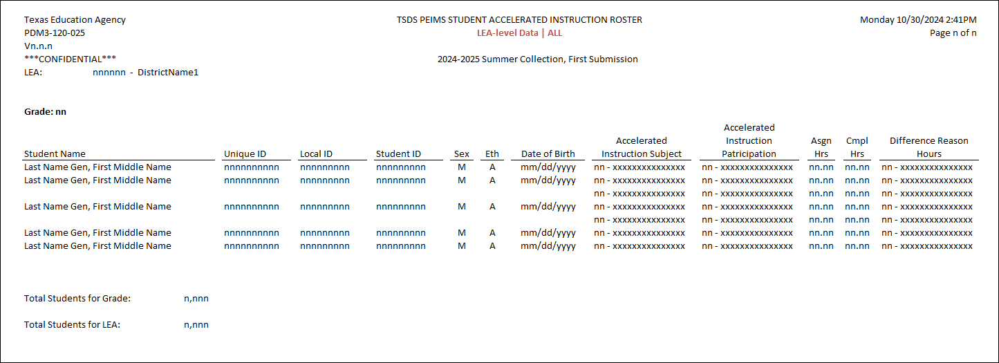 Texas Education Agency TSDS PEIMS STUDENT ACCELERATED INSTRUCTION ROSTER Monday 10/30/2024 2:41PM
PDM3-120-025 LEA-level Data | ALL Page n of n
Vn.n.n
***CONFIDENTIAL*** 2024-2025 Summer Collection, First Submission
LEA: nnnnnn - DistrictName1
Grade: nn
Accelerated
Accelerated Instruction Asgn Cmpl Difference Reason
Student Name Unique ID Local ID Student ID Sex Eth Date of Birth Instruction Subject Patricipation Hrs Hrs Hours
Last Name Gen, First Middle Name nnnnnnnnnn nnnnnnnnn nnnnnnnnn M A mm/dd/yyyy nn - xxxxxxxxxxxxxxx nn - xxxxxxxxxxxxxxx nn.nn nn.nn nn - xxxxxxxxxxxxxxx
Last Name Gen, First Middle Name nnnnnnnnnn nnnnnnnnn nnnnnnnnn M A mm/dd/yyyy nn - xxxxxxxxxxxxxxx nn - xxxxxxxxxxxxxxx nn.nn nn.nn nn - xxxxxxxxxxxxxxx
nn - xxxxxxxxxxxxxxx nn - xxxxxxxxxxxxxxx nn.nn nn.nn nn - xxxxxxxxxxxxxxx
Last Name Gen, First Middle Name nnnnnnnnnn nnnnnnnnn nnnnnnnnn M A mm/dd/yyyy nn - xxxxxxxxxxxxxxx nn - xxxxxxxxxxxxxxx nn.nn nn.nn nn - xxxxxxxxxxxxxxx
nn - xxxxxxxxxxxxxxx nn - xxxxxxxxxxxxxxx nn.nn nn.nn nn - xxxxxxxxxxxxxxx
Last Name Gen, First Middle Name nnnnnnnnnn nnnnnnnnn nnnnnnnnn M A mm/dd/yyyy nn - xxxxxxxxxxxxxxx nn - xxxxxxxxxxxxxxx nn.nn nn.nn nn - xxxxxxxxxxxxxxx
Last Name Gen, First Middle Name nnnnnnnnnn nnnnnnnnn nnnnnnnnn M A mm/dd/yyyy nn - xxxxxxxxxxxxxxx nn - xxxxxxxxxxxxxxx nn.nn nn.nn nn - xxxxxxxxxxxxxxx
Total Students for Grade: n,nnn
Total Students for LEA: n,nnn